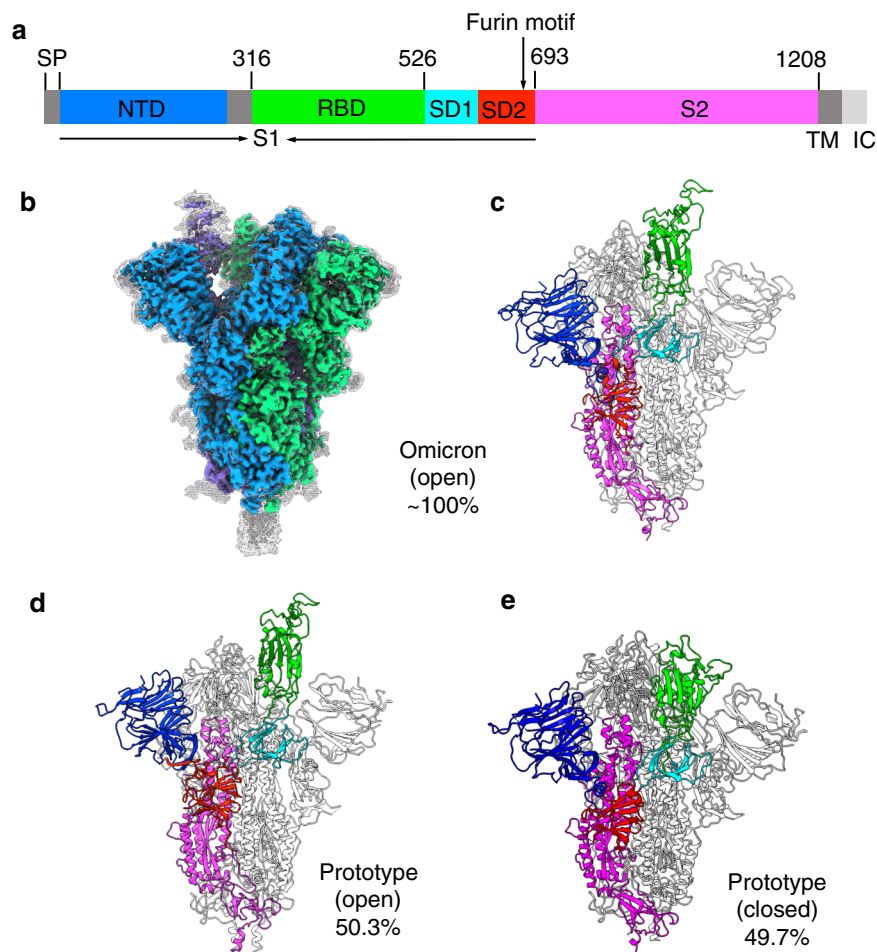 a
Furin motif
SP 316 526 693 1208
NTD RBD SD1 SD2 S2
S1 TM IC
b
c
Omicron
(open)
~100%
d
e
Prototype
(open)
50.3%
Prototype
(closed)
49.7%